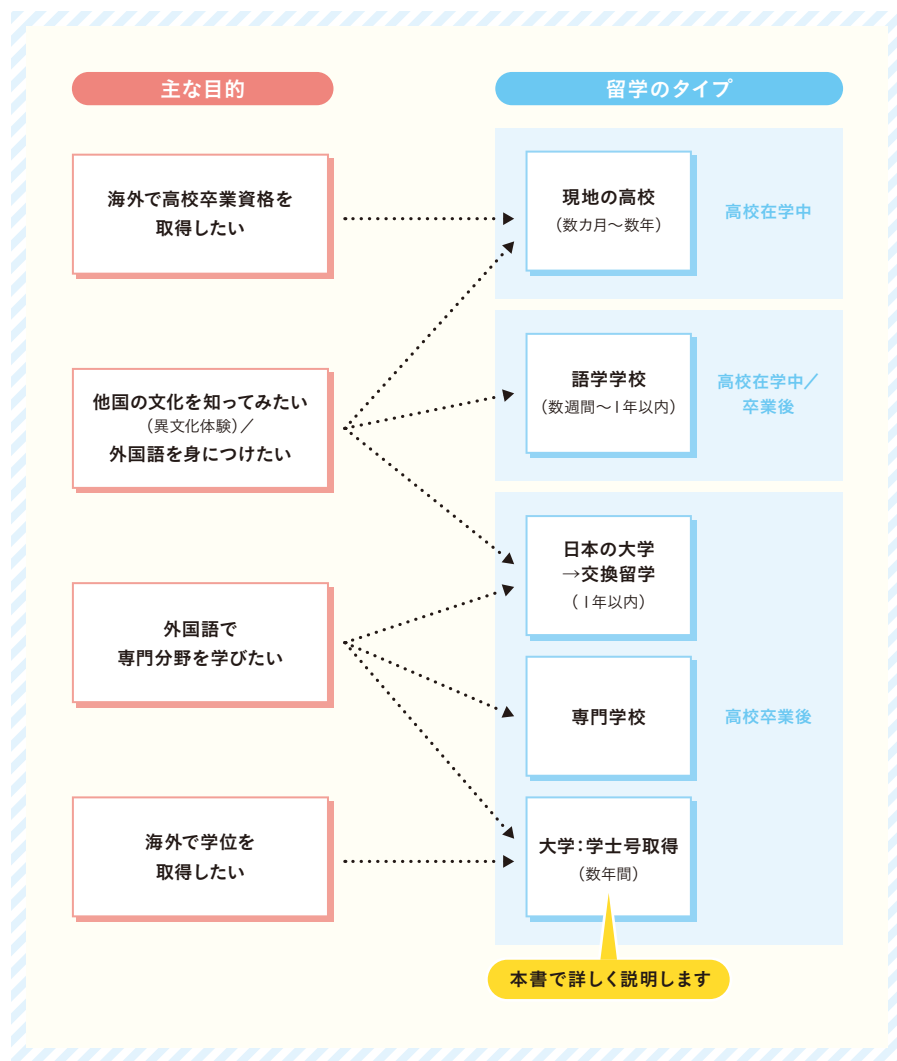 主な目的
海外で高校卒業資格を
取得したい
他国の文化を知ってみたい
（異文化体験）／
外国語を身につけたい
外国語で
専門分野を学びたい
海外で学位を
取得したい
留学のタイプ
現地の高校
（数カ月〜数年）
高校在学中
語学学校
（数週間〜1年以内）
高校在学中／
卒業後
日本の大学
→交換留学
（1年以内）
専門学校
高校卒業後
大学：学士号取得
（数年間）
本書で詳しく説明します